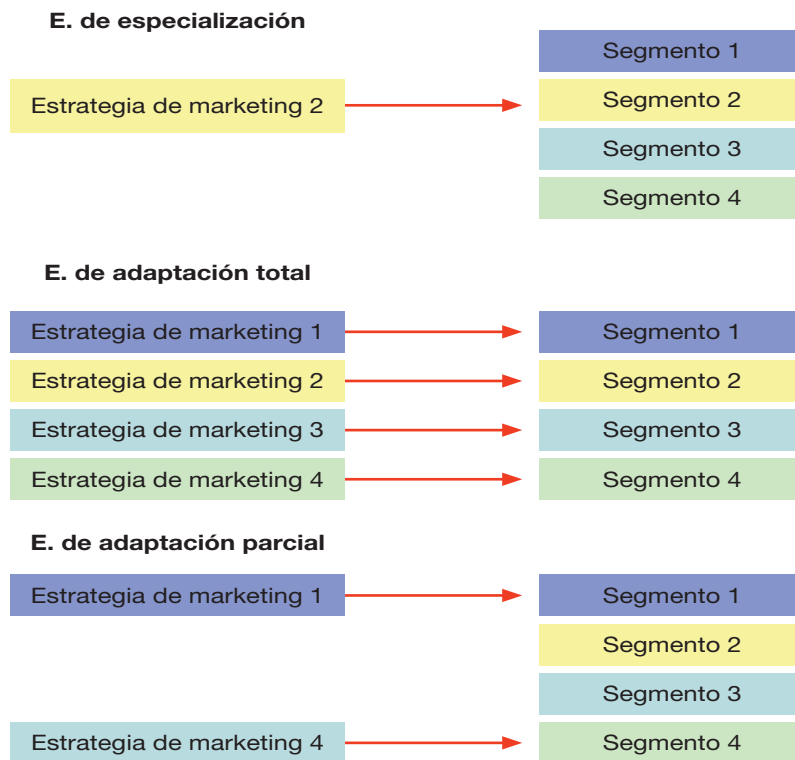 E. de especialización
Segmento 1
Estrategia de marketing 2
Segmento 2
Segmento 3
Segmento 4
E. de adaptación total
Estrategia de marketing 1
Segmento 1
Estrategia de marketing 2
Segmento 2
Estrategia de marketing 3
Segmento 3
Estrategia de marketing 4
Segmento 4
E. de adaptación parcial
Estrategia de marketing 1
Segmento 1
Segmento 2
Segmento 3
Estrategia de marketing 4
Segmento 4